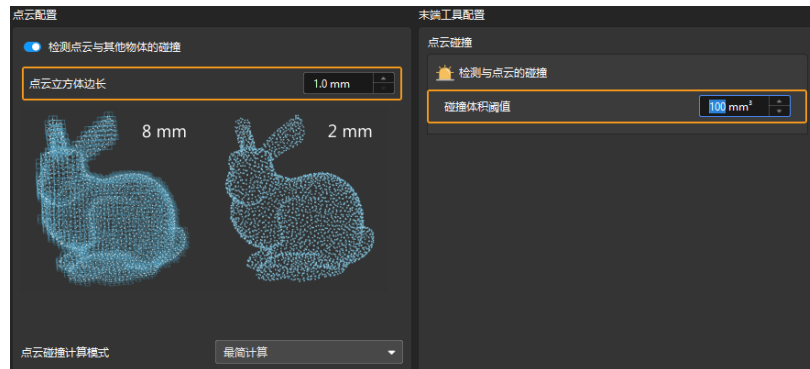 点云配置
检测点云与其他物体的碰撞
点云立方体边长
1.0 mm
8 mm
2 mm
点云碰撞计算模式
最简计算
末端工具配置
点云碰撞
检测与点云的碰撞
碰撞体积阈值
100 mm³